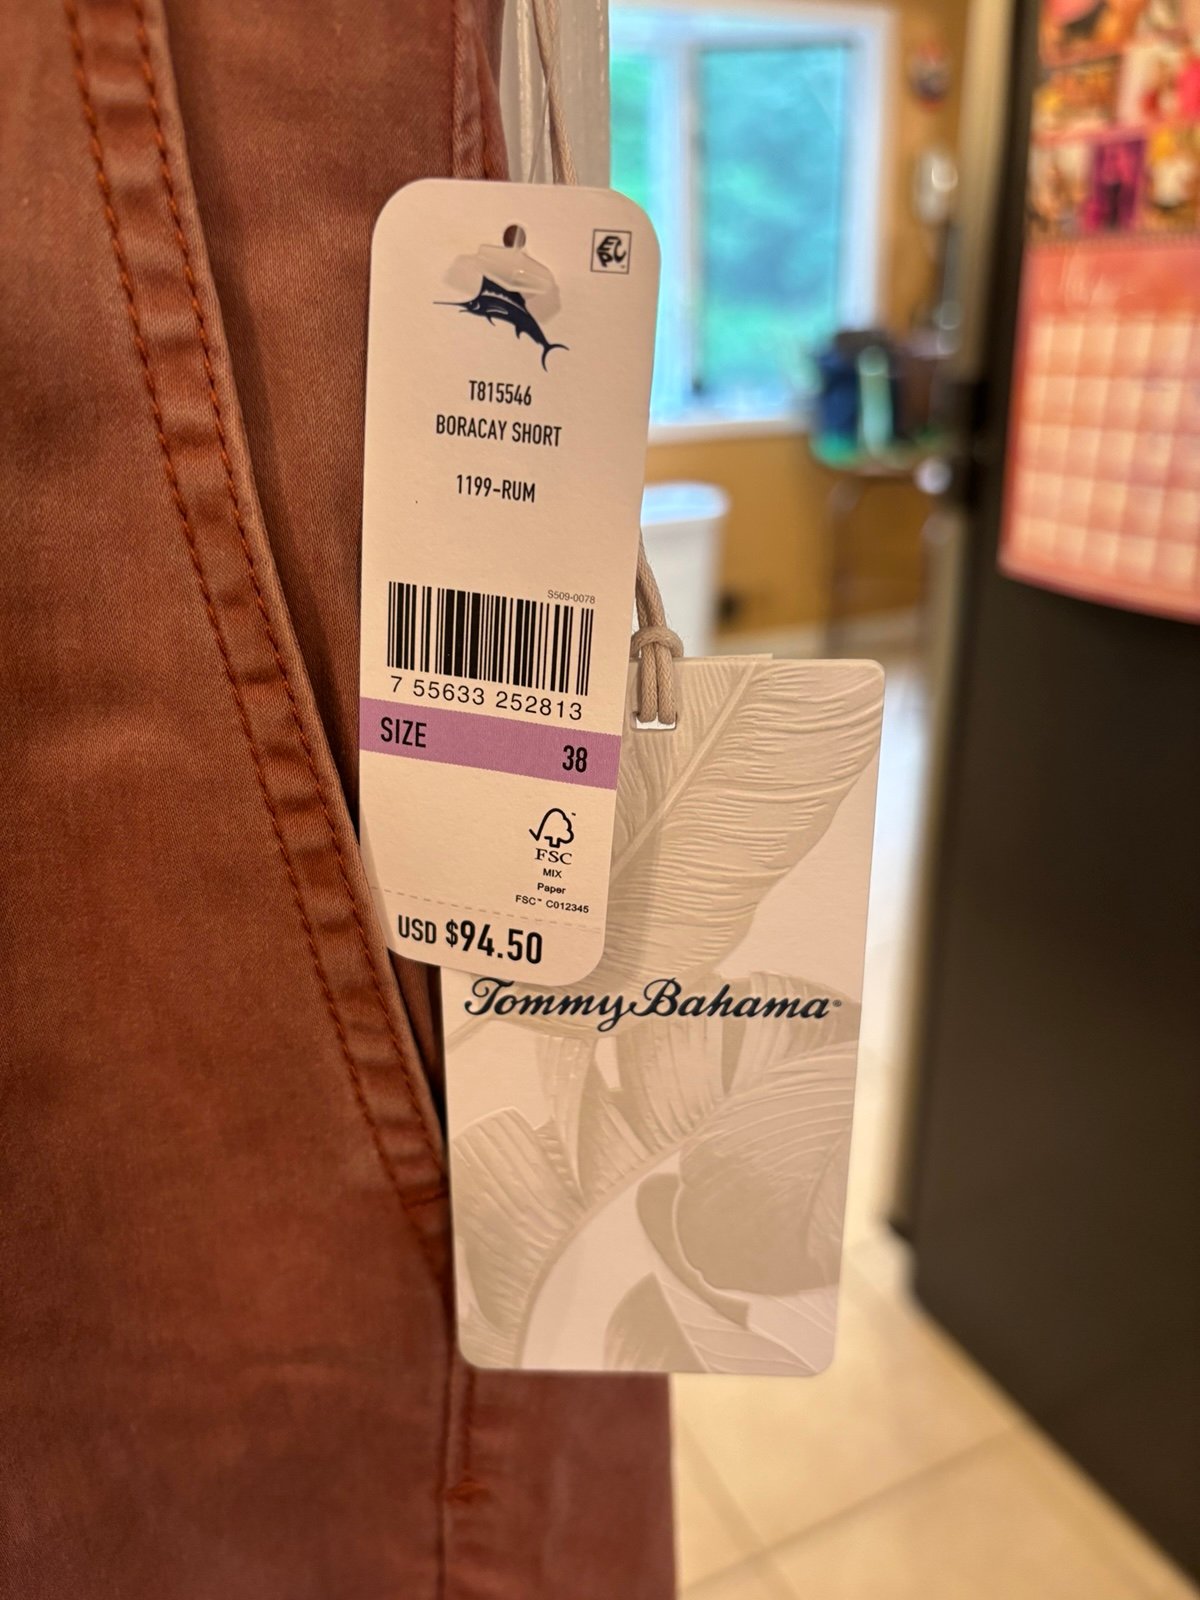 T815546
BORACAY SHORT
1199-RUM
S509-0078
7 55633 252813
SIZE 38
FSC™
MIX
Paper
FSC™ C012345
USD $94.50
Tommy Bahama®